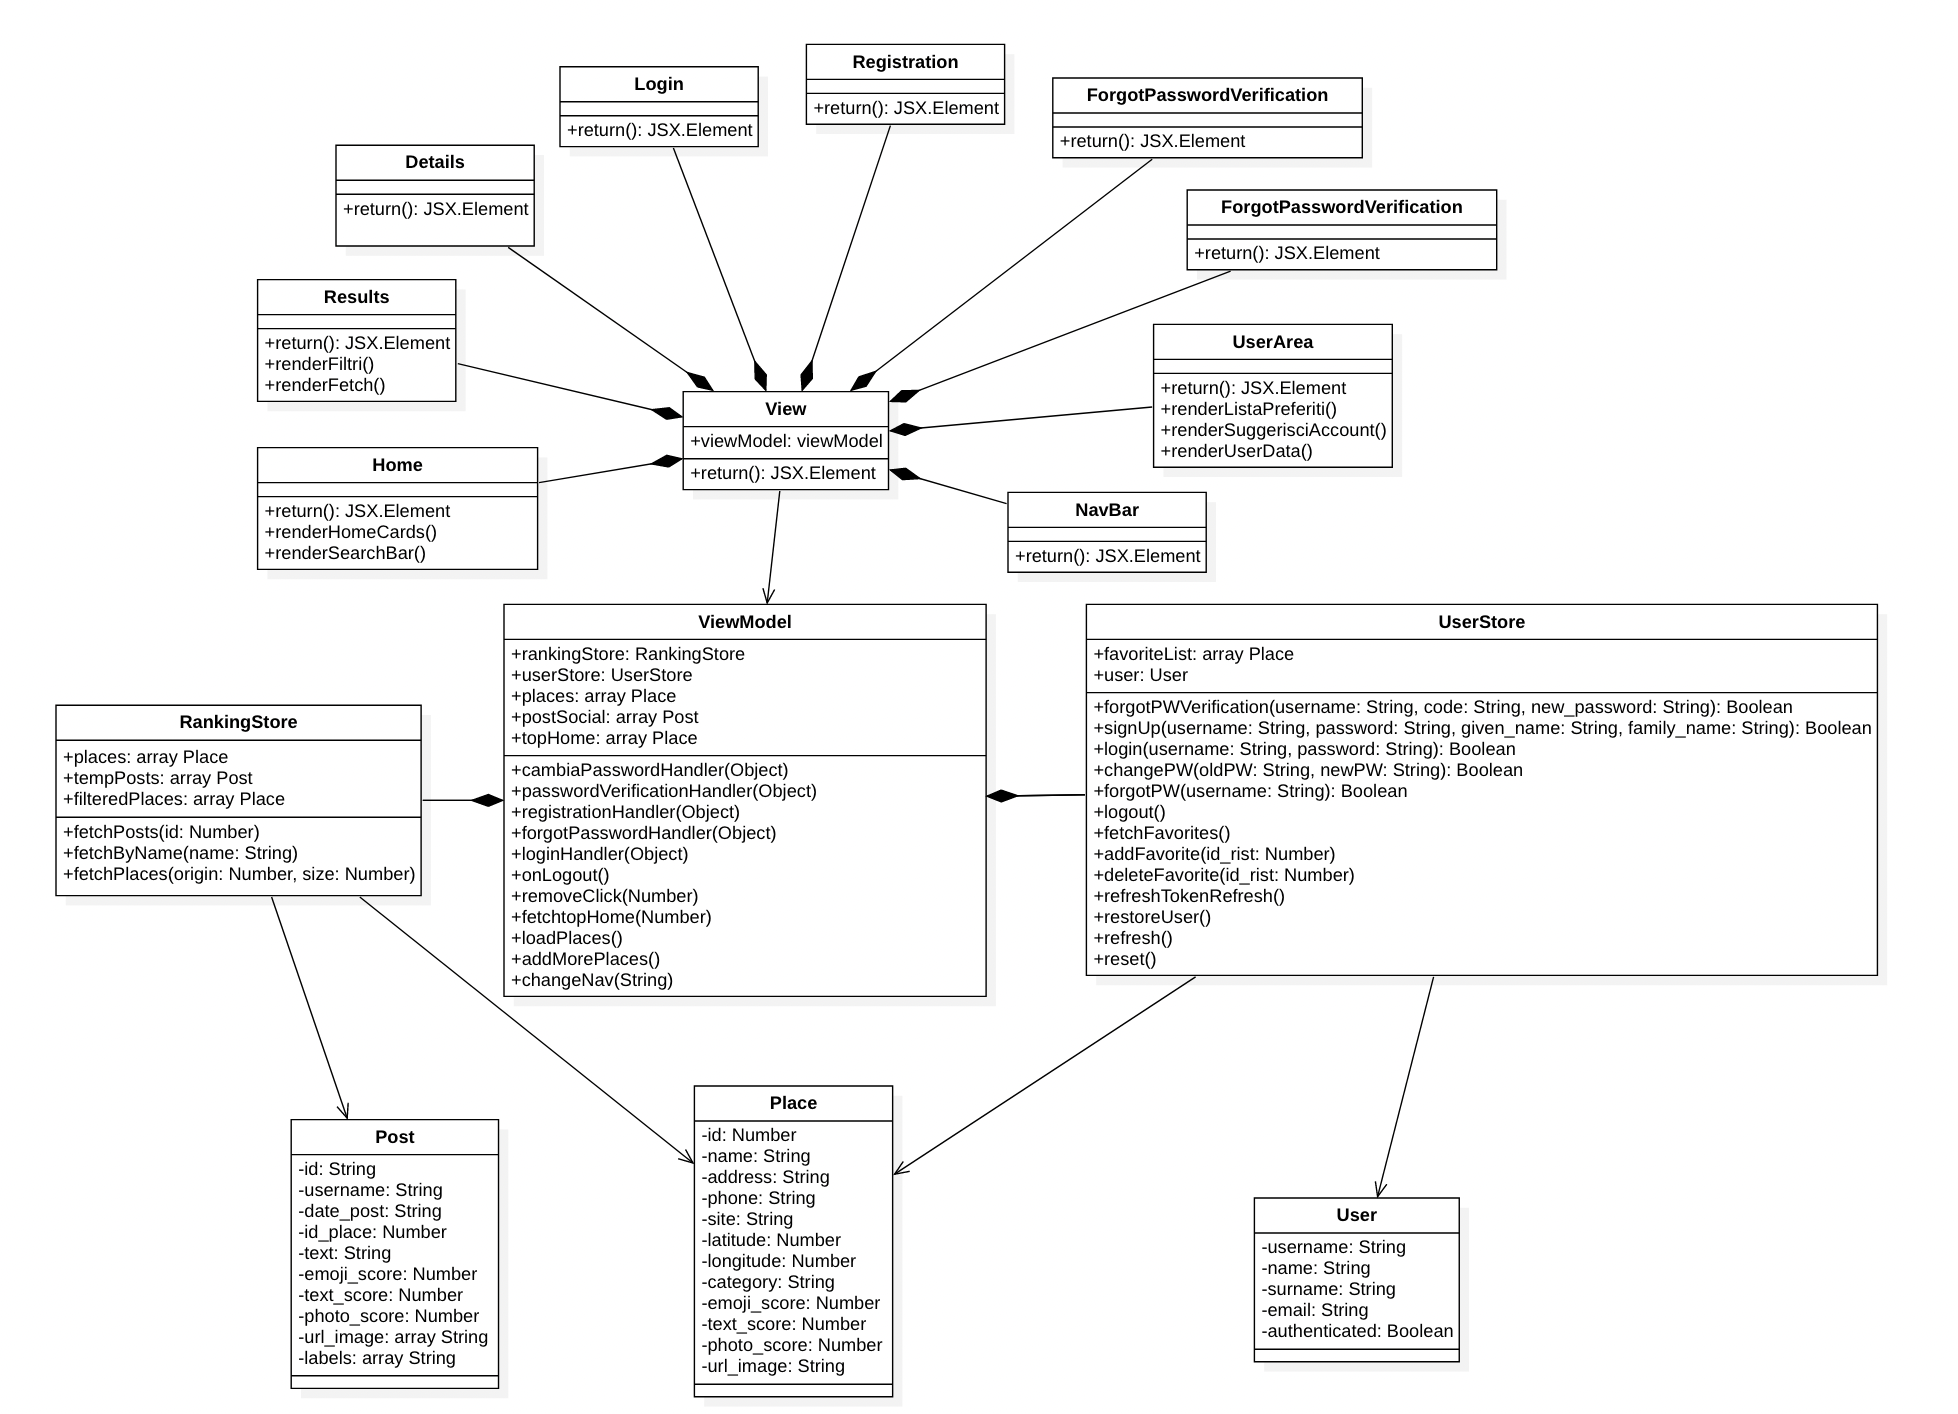 Registration
+return(): JSX.Element
Login
+return(): JSX.Element
ForgotPasswordVerification
+return(): JSX.Element
Details
+return(): JSX.Element
ForgotPasswordVerification
+return(): JSX.Element
Results
+return(): JSX.Element
+renderFiltri()
+renderFetch()
UserArea
+return(): JSX.Element
+renderListaPreferiti()
+renderSuggerisciAccount()
+renderUserData()
View
+viewModel: viewModel
+return(): JSX.Element
Home
+return(): JSX.Element
+renderHomeCards()
+renderSearchBar()
NavBar
+return(): JSX.Element
ViewModel
+rankingStore: RankingStore
+userStore: UserStore
+places: array Place
+postSocial: array Post
+topHome: array Place
+cambiaPasswordHandler(Object)
+passwordVerificationHandler(Object)
+registrationHandler(Object)
+forgotPasswordHandler(Object)
+loginHandler(Object)
+onLogout()
+removeClick(Number)
+fetchtopHome(Number)
+loadPlaces()
+addMorePlaces()
+changeNav(String)
UserStore
+favoriteList: array Place
+user: User
+forgotPWVerification(username: String, code: String, new_password: String): Boolean
+signUp(username: String, password: String, given_name: String, family_name: String): Boolean
+login(username: String, password: String): Boolean
+changePW(oldPW: String, newPW: String): Boolean
+forgotPW(username: String): Boolean
+logout()
+fetchFavorites()
+addFavorite(id_rist: Number)
+deleteFavorite(id_rist: Number)
+refreshTokenRefresh()
+restoreUser()
+refresh()
+reset()
RankingStore
+places: array Place
+tempPosts: array Post
+filteredPlaces: array Place
+fetchPosts(id: Number)
+fetchByName(name: String)
+fetchPlaces(origin: Number, size: Number)
Post
-id: String
-username: String
-date_post: String
-id_place: Number
-text: String
-emoji_score: Number
-text_score: Number
-photo_score: Number
-url_image: array String
-labels: array String
Place
-id: Number
-name: String
-address: String
-phone: String
-site: String
-latitude: Number
-longitude: Number
-category: String
-emoji_score: Number
-text_score: Number
-photo_score: Number
-url_image: String
User
-username: String
-name: String
-surname: String
-email: String
-authenticated: Boolean